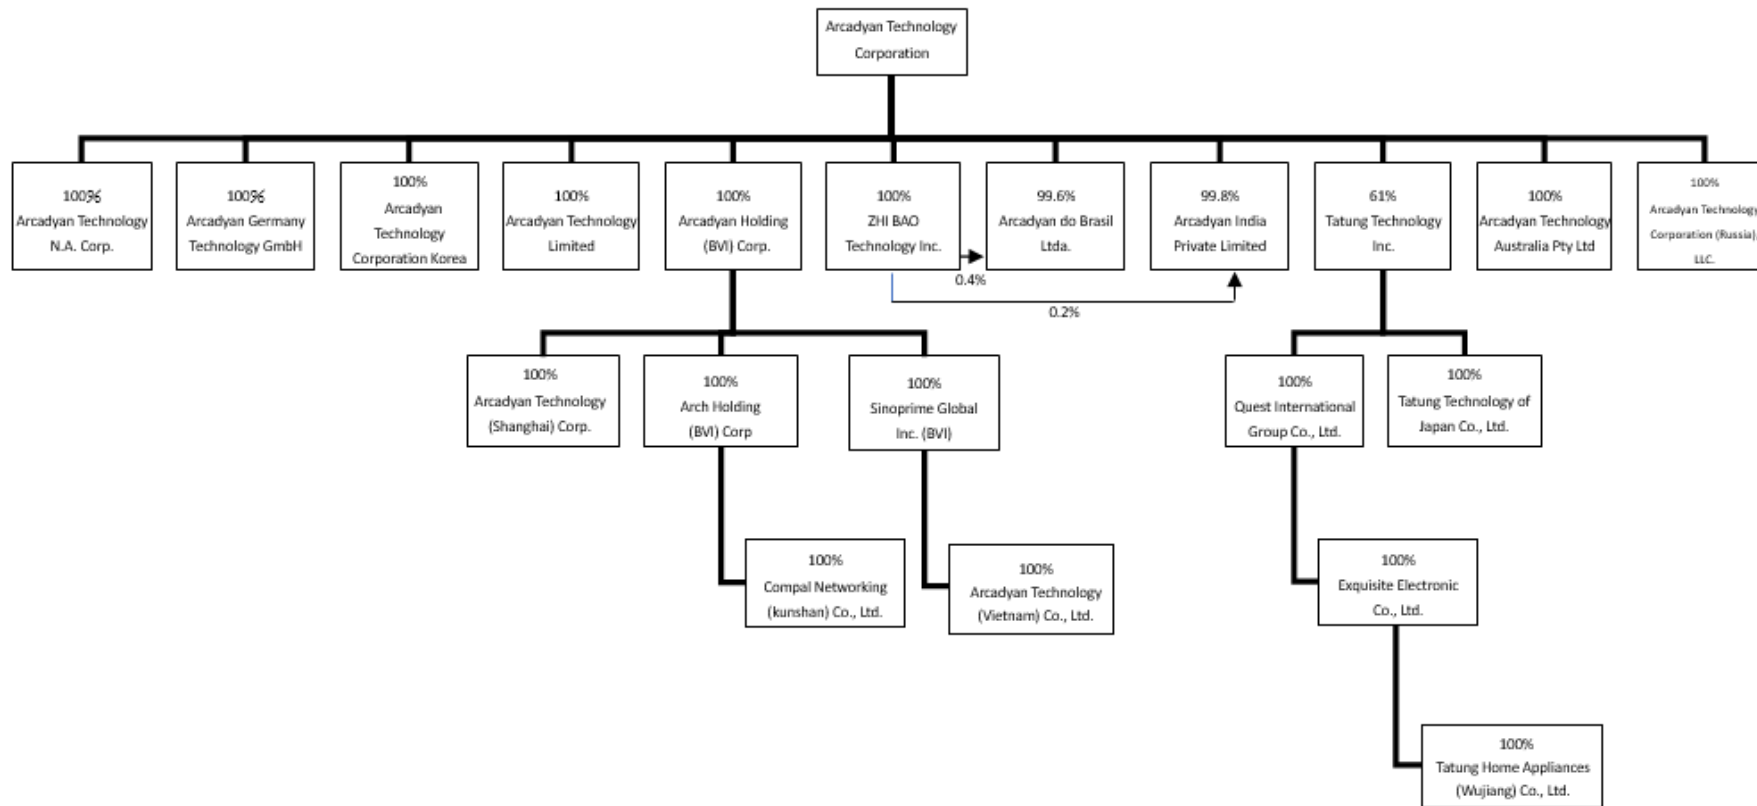 Arcadyan Technology
Corporation
100%
Arcadyan Technology
N.A. Corp.
100%
Arcadyan Germany
Technology GmbH
100%
Arcadyan
Technology
Corporation Korea
100%
Arcadyan Technology
Limited
100%
Arcadyan Holding
(BVI) Corp.
100%
ZHI BAO
Technology Inc.
99.6%
Arcadyan do Brasil
Ltda.
99.8%
Arcadyan India
Private Limited
61%
Tatung Technology
Inc.
100%
Arcadyan Technology
Australia Pty Ltd
100%
Arcadyan Technology
Corporation (Russia),
LLC.
0.4%
0.2%
100%
Arcadyan Technology
(Shanghai) Corp.
100%
Arch Holding
(BVI) Corp
100%
Sinoprime Global
Inc. (BVI)
100%
Quest International
Group Co., Ltd.
100%
Tatung Technology of
Japan Co., Ltd.
100%
Compal Networking
(kunshan) Co., Ltd.
100%
Arcadyan Technology
(Vietnam) Co., Ltd.
100%
Exquisite Electronic
Co., Ltd.
100%
Tatung Home Appliances
(Wujiang) Co., Ltd.